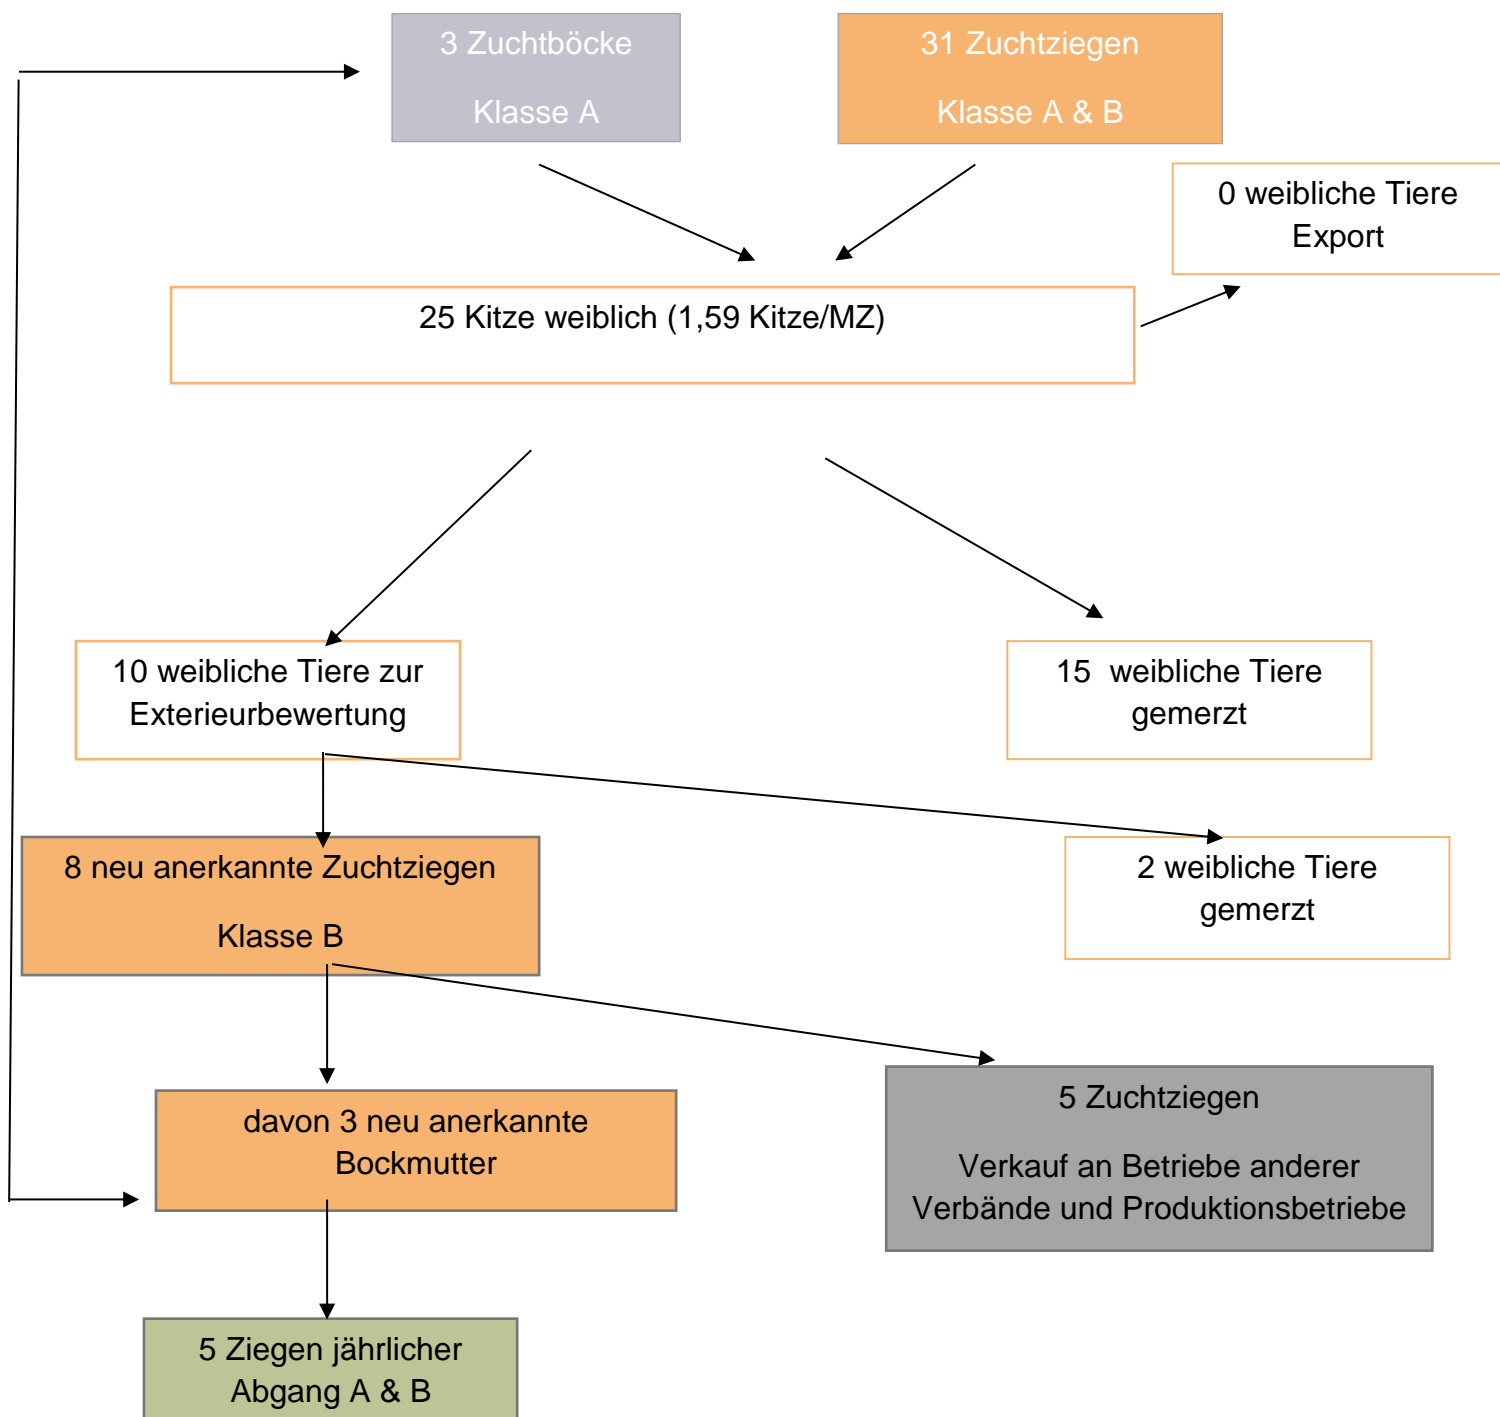 3 Zuchtböcke
Klasse A
31 Zuchtziegen
Klasse A & B
0 weibliche Tiere
Export
25 Kitze weiblich (1,59 Kitze/MZ)
10 weibliche Tiere zur
Exterieurbewertung
15 weibliche Tiere
gemerzt
8 neu anerkannte Zuchtziegen
Klasse B
2 weibliche Tiere
gemerzt
davon 3 neu anerkannte
Bockmutter
5 Zuchtziegen
Verkauf an Betriebe anderer
Verbände und Produktionsbetriebe
5 Ziegen jährlicher
Abgang A & B